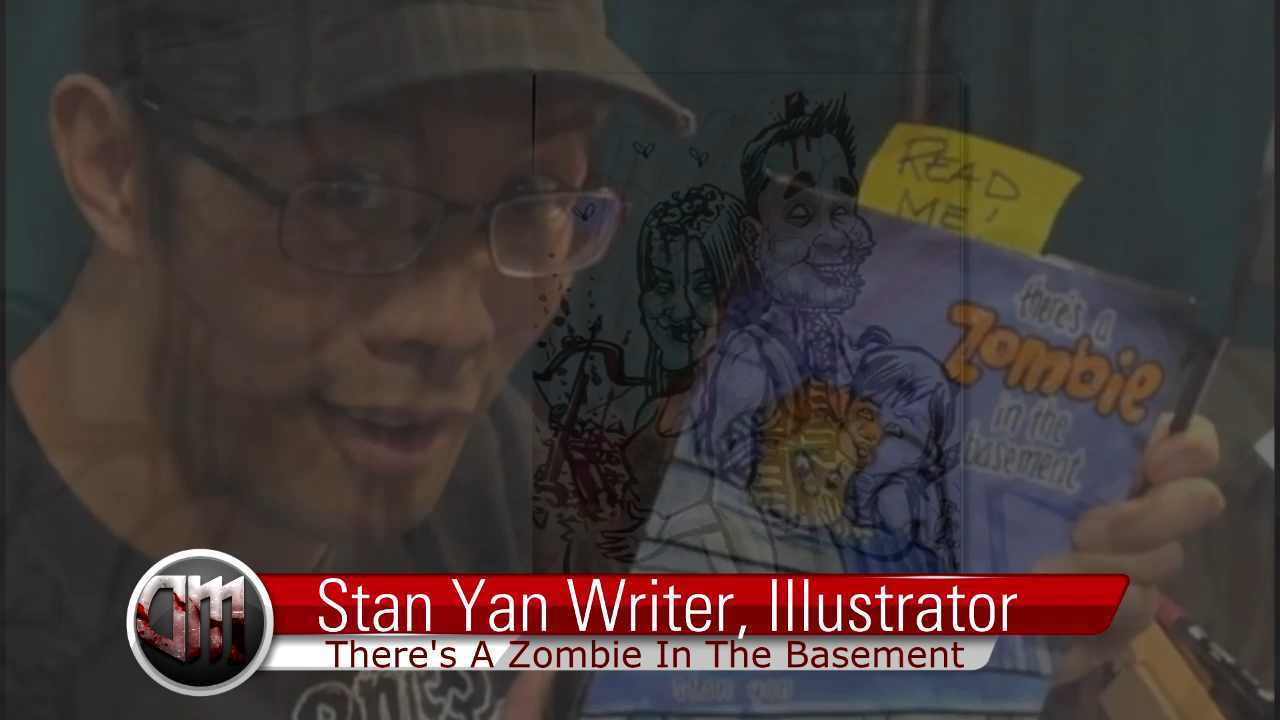 READ
ME!
there's a
Zombie
in the
basement
Stan Yan Writer, Illustrator
There's A Zombie In The Basement